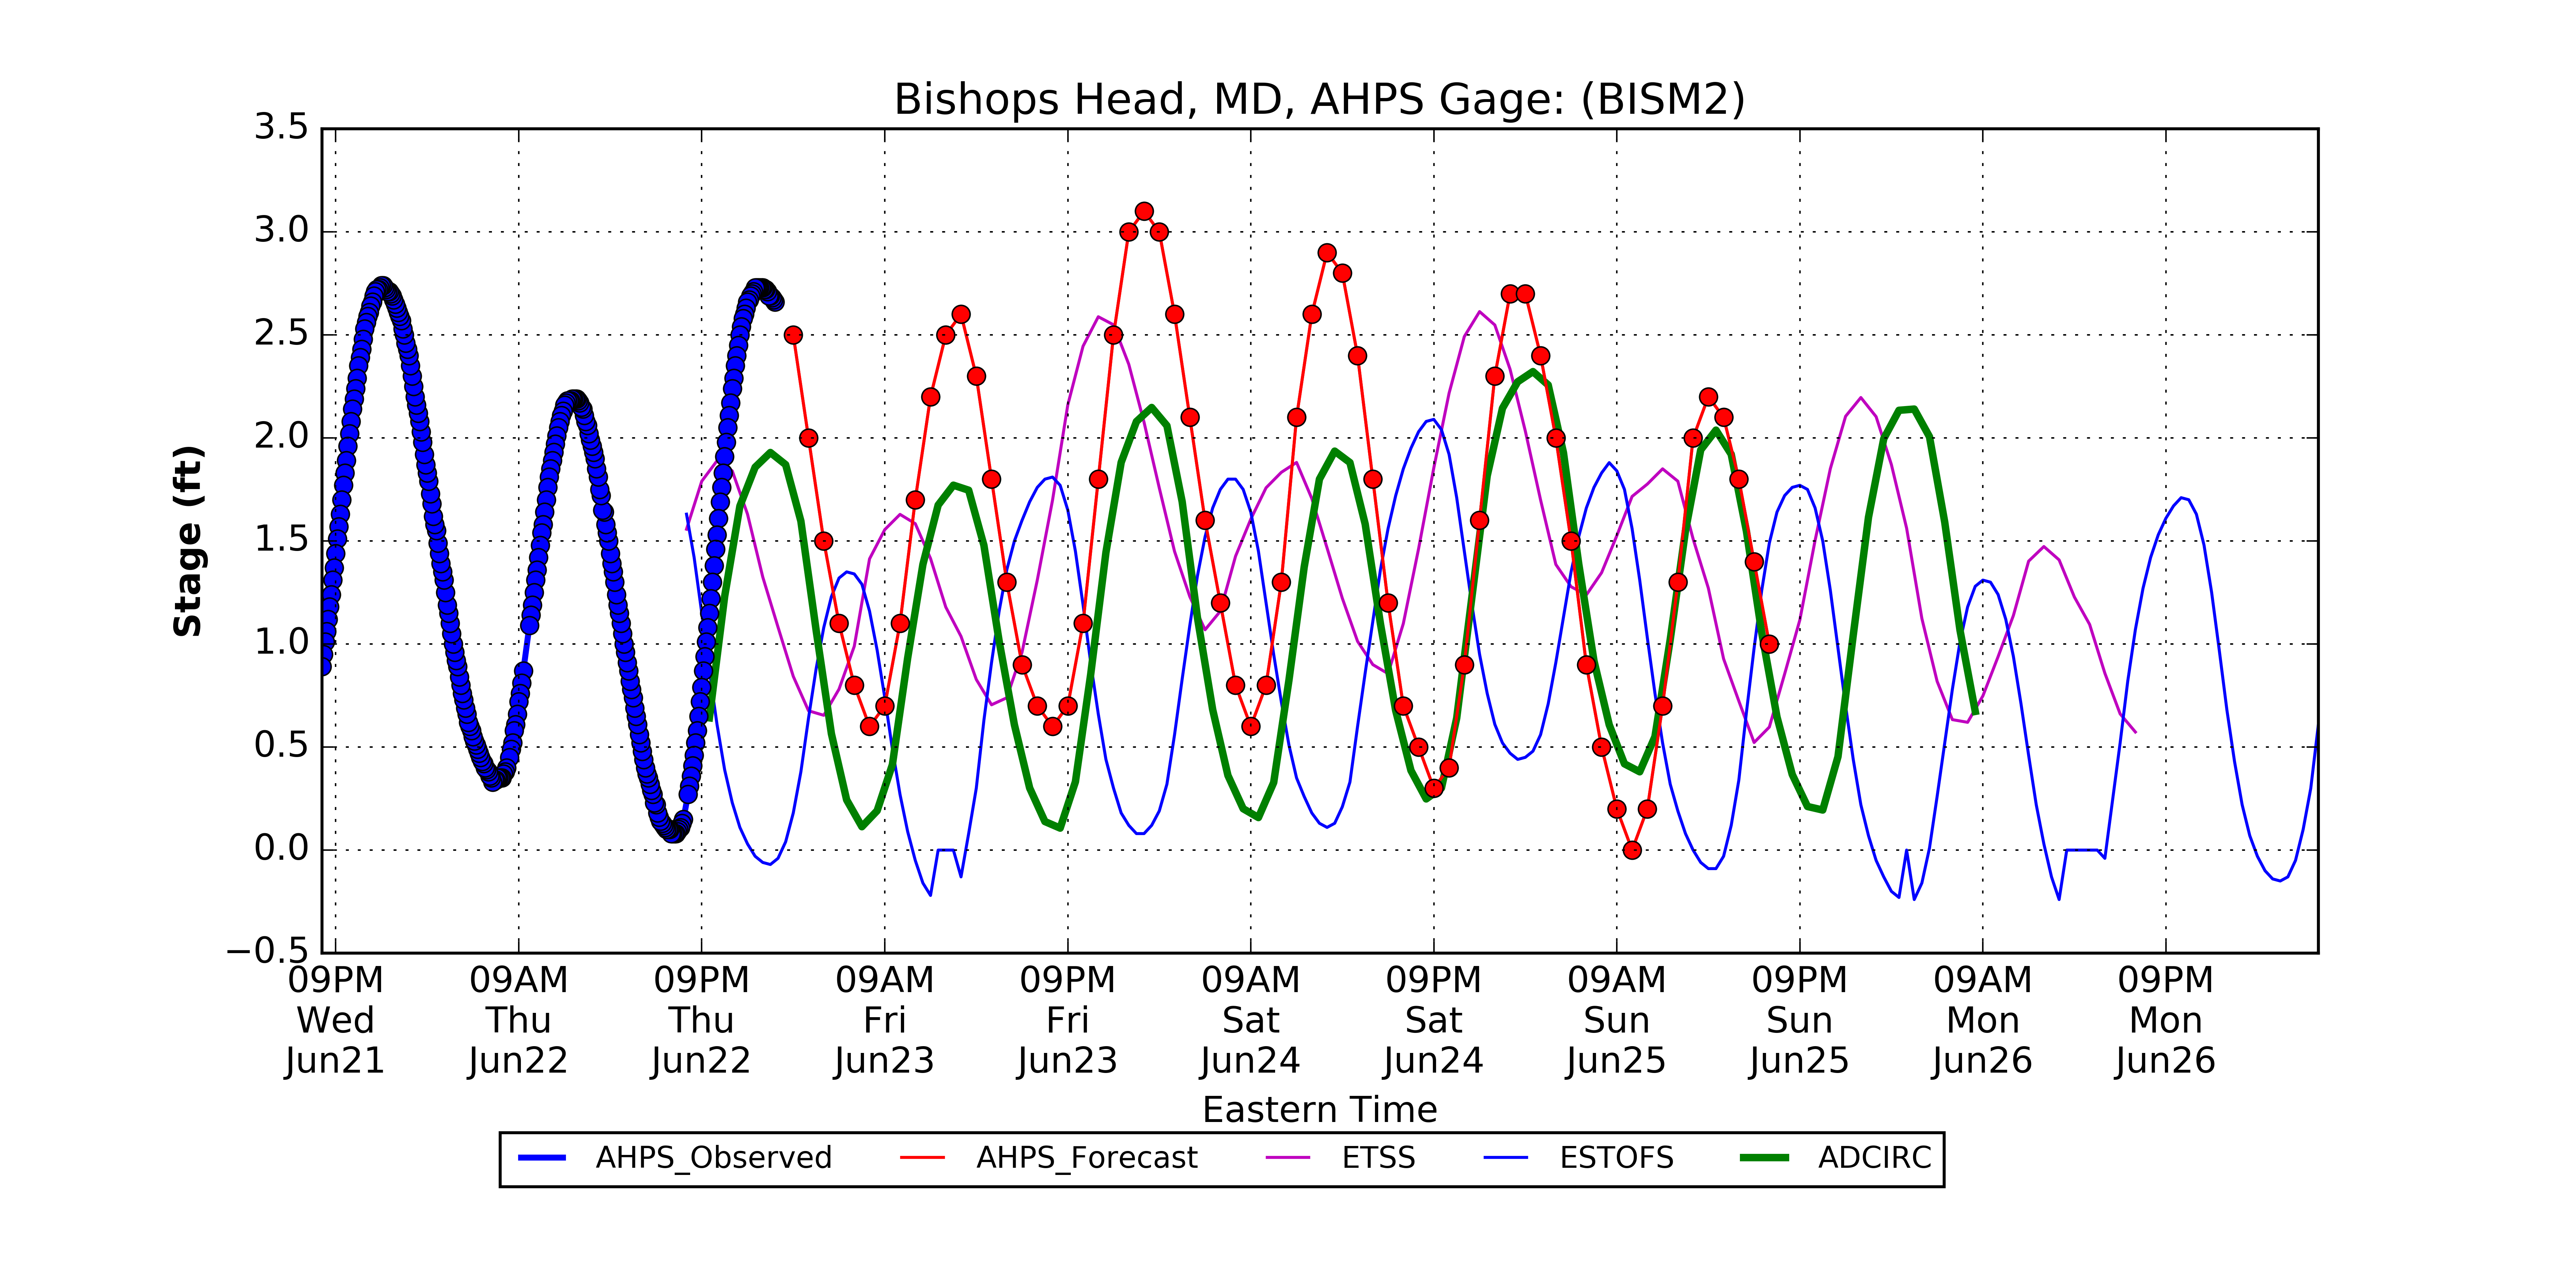 Bishops Head, MD, AHPS Gage: (BISM2)
3.5
3.0
2.5
2.0
1.5
1.0
0.5
0.0
−0.5
Stage (ft)
09PM 09AM 09PM 09AM 09PM 09AM 09PM 09AM 09PM 09AM 09PM
Wed Thu Thu Fri Fri Sat Sat Sun Sun Mon Mon
Jun21 Jun22 Jun22 Jun23 Jun23 Jun24 Jun24 Jun25 Jun25 Jun26 Jun26
Eastern Time
AHPS_Observed AHPS_Forecast ETSS ESTOFS ADCIRC